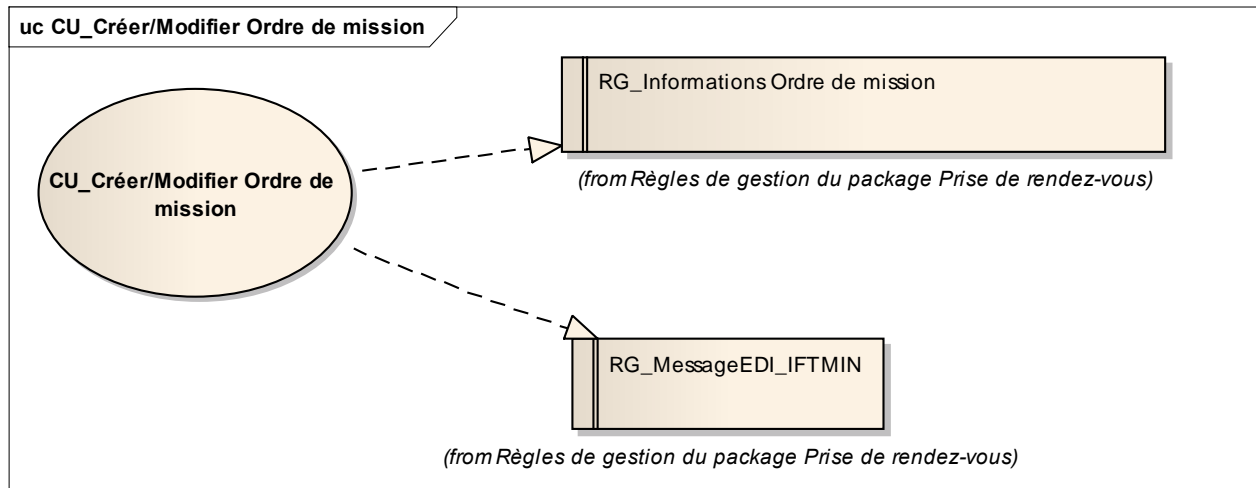 uc CU_Créer/Modifier Ordre de mission
RG_Informations Ordre de mission
(from Règles de gestion du package Prise de rendez-vous)
CU_Créer/Modifier Ordre de
mission
RG_MessageEDI_IFTMIN
(from Règles de gestion du package Prise de rendez-vous)